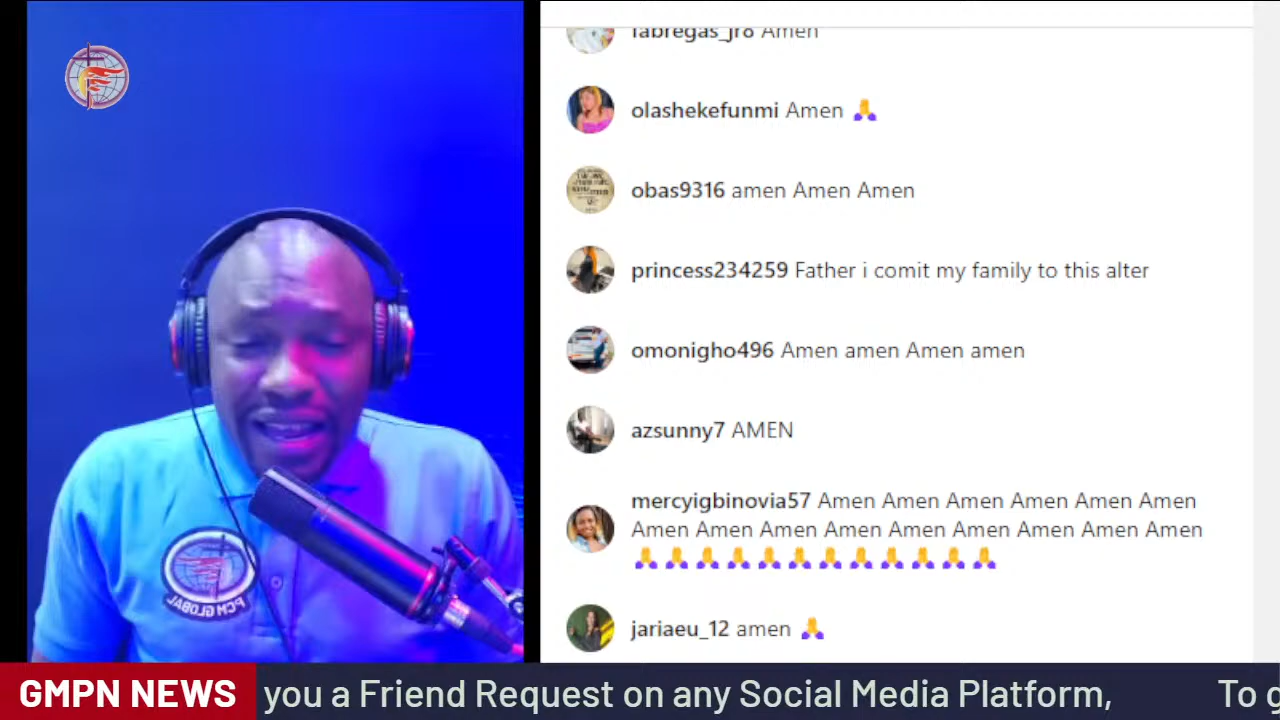 fabregas_jr8 Amen
olashekefunmi Amen 🙏
obas9316 amen Amen Amen
princess234259 Father i comit my family to this alter
omonigho496 Amen amen Amen amen
azsunny7 AMEN
mercyigbinovia57 Amen Amen Amen Amen Amen Amen
Amen Amen Amen Amen Amen Amen Amen Amen Amen
🙏🙏🙏🙏🙏🙏🙏🙏🙏🙏🙏🙏
jariaeu_12 amen 🙏
PCM GLOBAL
GMPN NEWS you a Friend Request on any Social Media Platform, To g